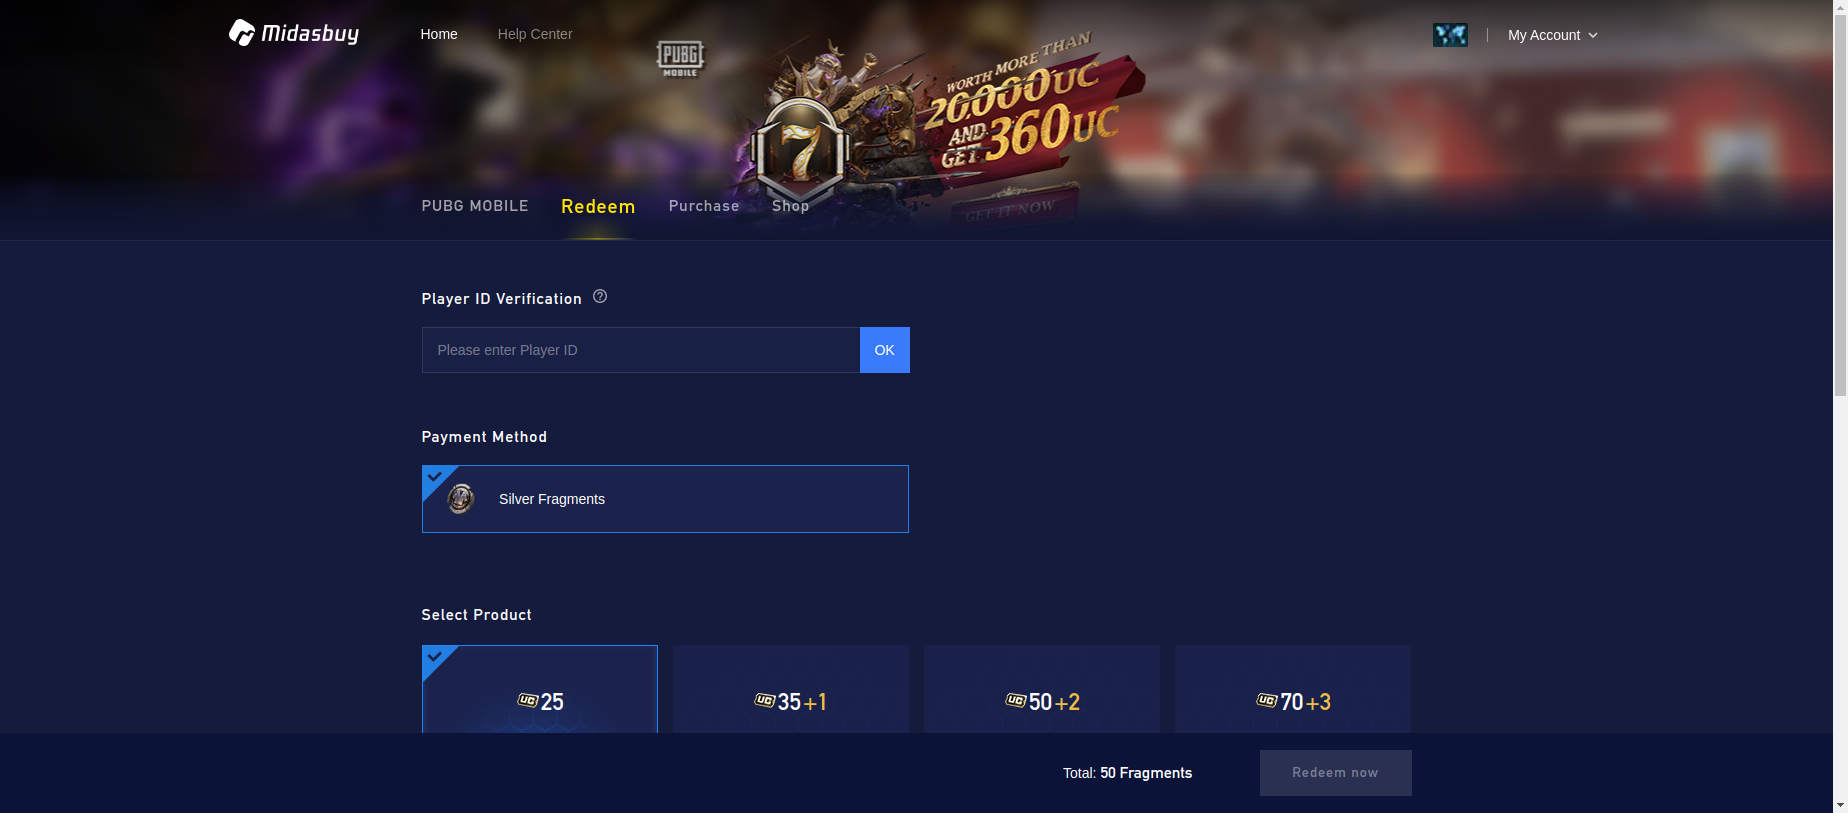 Midasbuy
Home
Help Center
My Account
PUBG
MOBILE
WORTH MORE THAN
20000UC
AND
GET 360UC
7
GET IT NOW
PUBG MOBILE
Redeem
Purchase
Shop
Player ID Verification
Please enter Player ID
OK
Payment Method
Silver Fragments
Select Product
UC 25
UC 35+1
UC 50+2
UC 70+3
Total: 50 Fragments
Redeem now